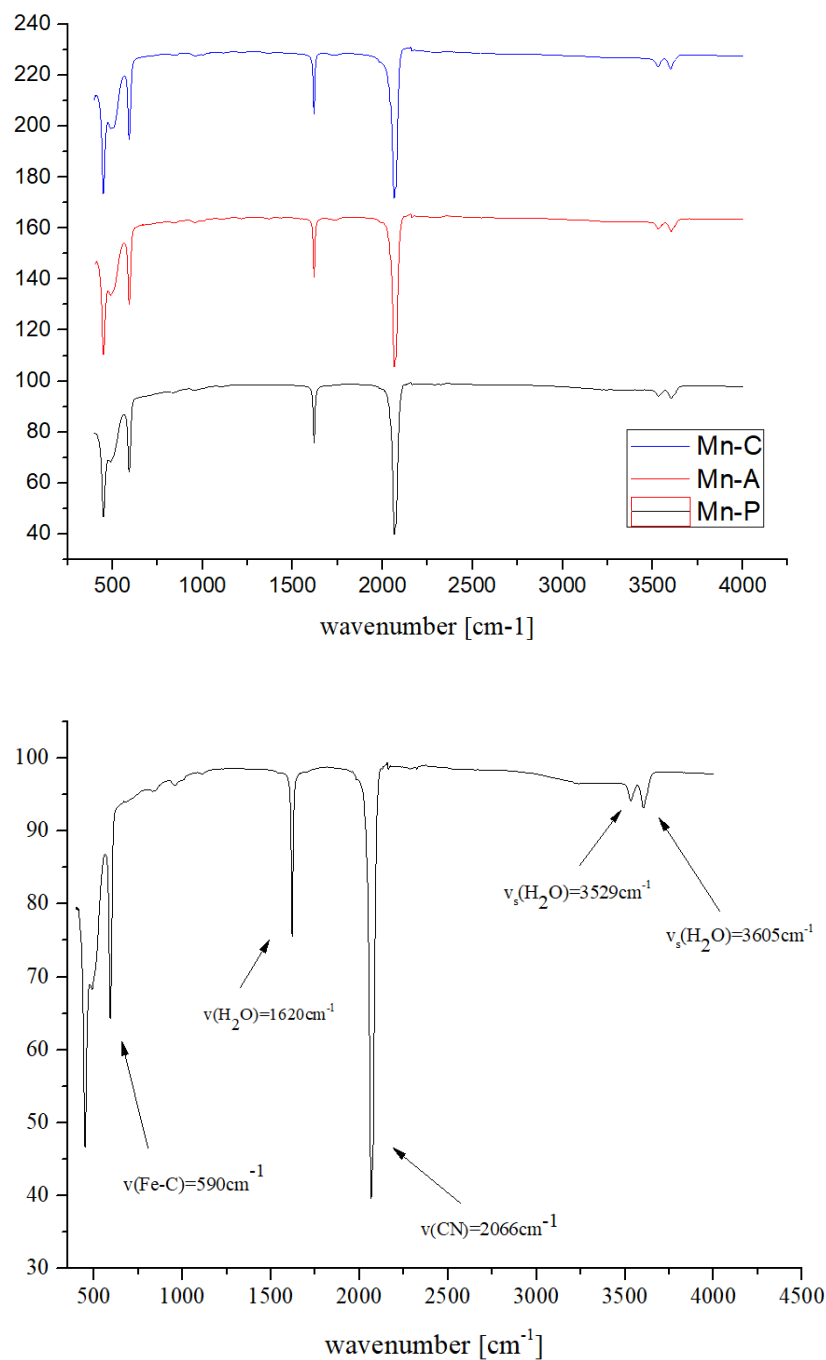 240
220
200
180
160
140
120
100
80
60
40
Mn-C
Mn-A
Mn-P
500 1000 1500 2000 2500 3000 3500 4000
wavenumber [cm-1]
100
90
80
70
60
50
40
30
νs(H2O)=3529cm-1
νs(H2O)=3605cm-1
ν(H2O)=1620cm-1
ν(Fe-C)=590cm-1
ν(CN)=2066cm-1
500 1000 1500 2000 2500 3000 3500 4000 4500
wavenumber [cm-1]